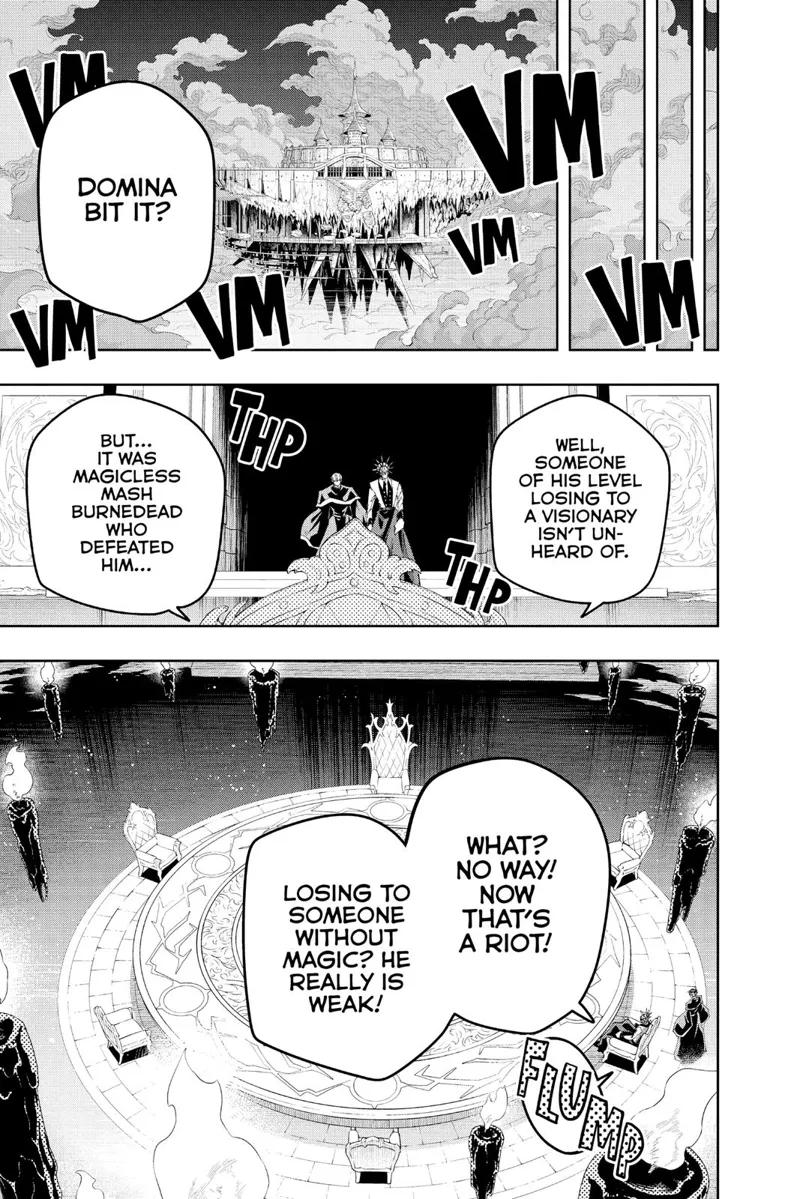 VM
VM
VM
VM
VM
VM
DOMINA
BIT IT?
WELL,
SOMEONE
OF HIS LEVEL
LOSING TO
A VISIONARY
ISN'T UN-
HEARD OF.
THP
THP
BUT...
IT WAS
MAGICLESS
MASH
BURNEDEAD
WHO
DEFEATED
HIM...
WHAT?
NO WAY!
NOW
THAT'S
A RIOT!
LOSING TO
SOMEONE
WITHOUT
MAGIC? HE
REALLY IS
WEAK!
FLUMP